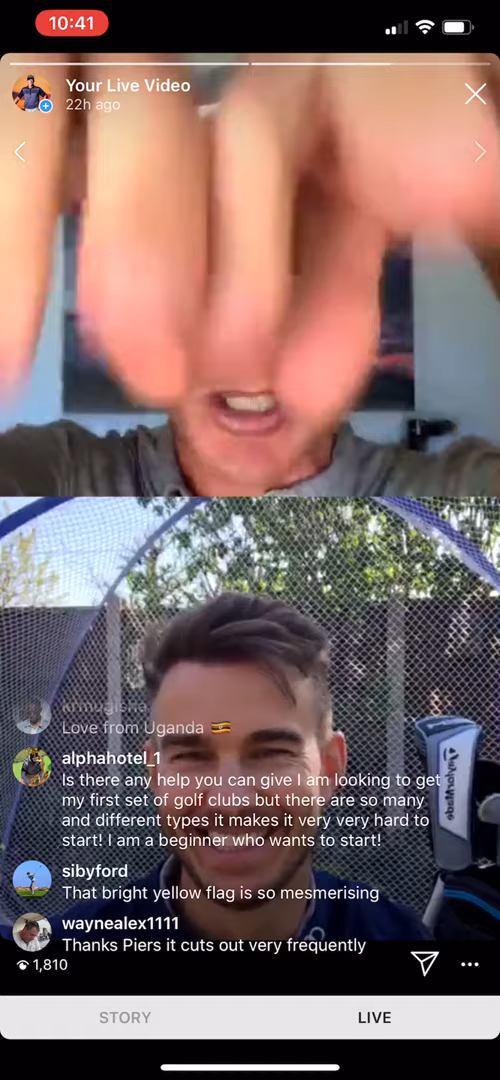 10:41
Your Live Video
22h ago
krmugisha
Love from Uganda 🇺🇬
alphahotel_1
Is there any help you can give I am looking to get
my first set of golf clubs but there are so many
and different types it makes it very very hard to
start! I am a beginner who wants to start!
TaylorMade
sibyford
That bright yellow flag is so mesmerising
waynealex1111
Thanks Piers it cuts out very frequently
1,810
STORY
LIVE